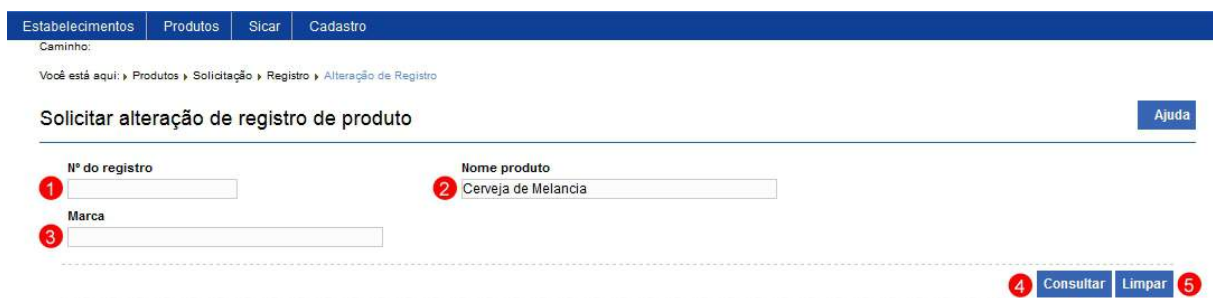 Estabelecimentos Produtos Sicar Cadastro
Caminho:
Você está aqui: Produtos Solicitação Registro Alteração de Registro
Solicitar alteração de registro de produto Ajuda
Nº do registro Nome produto
1 2 Cerveja de Melancia
Marca
3
4 Consultar Limpar 5